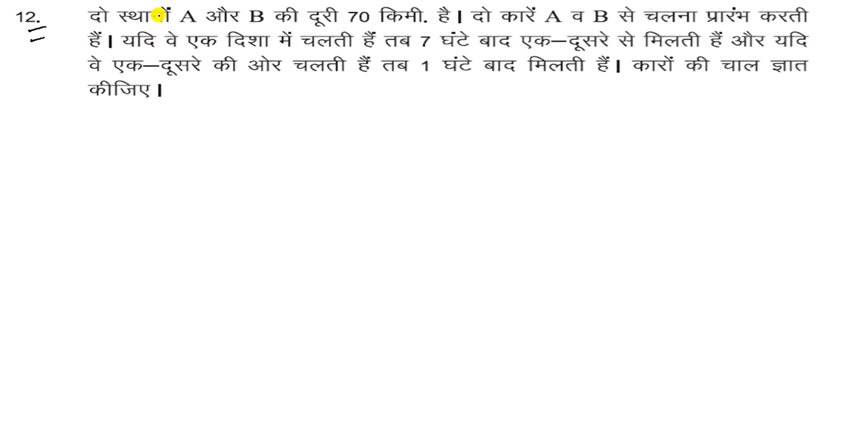 12. दो स्थानों A और B की दूरी 70 किमी. है। दो कारें A व B से चलना प्रारंभ करती
हैं। यदि वे एक दिशा में चलती हैं तब 7 घंटे बाद एक–दूसरे से मिलती हैं और यदि
वे एक–दूसरे की ओर चलती हैं तब 1 घंटे बाद मिलती हैं। कारों की चाल ज्ञात
कीजिए।